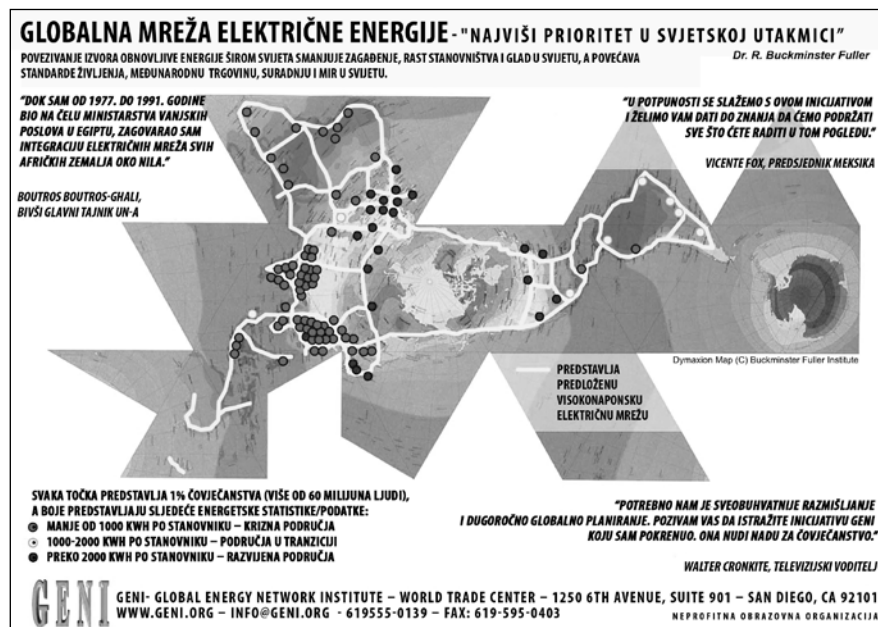 GLOBALNA MREŽA ELEKTRIČNE ENERGIJE - "NAJVIŠI PRIORITET U SVJETSKOJ UTAKMICI”
POVEZIVANJE IZVORA OBNOVLJIVE ENERGIJE ŠIROM SVIJETA SMANJUJE ZAGAĐENJE, RAST STANOVNIŠTVA I GLAD U SVIJETU, A POVEĆAVA
STANDARDE ŽIVLJENJA, MEĐUNARODNU TRGOVINU, SURADNJU I MIR U SVIJETU.
Dr. R. Buckminster Fuller
"DOK SAM OD 1977. DO 1991. GODINE
BIO NA ČELU MINISTARSTVA VANJSKIH
POSLOVA U EGIPTU, ZAGOVARAO SAM
INTEGRACIJU ELEKTRIČNIH MREŽA SVIH
AFRIČKIH ZEMALJA OKO NILA.”
BOUTROS BOUTROS-GHALI,
BIVŠI GLAVNI TAJNIK UN-A
"U POTPUNOSTI SE SLAŽEMO S OVOM INICIJATIVOM
I ŽELIMO VAM DATI DO ZNANJA DA ĆEMO PODRŽATI
SVE ŠTO ĆETE RADITI U TOM POGLEDU."
VICENTE FOX, PREDSJEDNIK MEKSIKA
Dymaxion Map (C) Buckminster Fuller Institute
PREDSTAVLJA
PREDLOŽENU
VISOKONAPONSKU
ELEKTRIČNU MREŽU
SVAKA TOČKA PREDSTAVLJA 1% ČOVJEČANSTVA (VIŠE OD 60 MILIJUNA LJUDI),
A BOJE PREDSTAVLJAJU SLJEDEĆE ENERGETSKE STATISTIKE/PODATKE:
MANJE OD 1000 KWH PO STANOVNIKU – KRIZNA PODRUČJA
1000-2000 KWH PO STANOVNIKU – PODRUČJA U TRANZICIJI
PREKO 2000 KWH PO STANOVNIKU – RAZVIJENA PODRUČJA
"POTREBNO NAM JE SVEOBUHVATNIJE RAZMIŠLJANJE
I DUGOROČNO GLOBALNO PLANIRANJE. POZIVAM VAS DA ISTRAŽITE INICIJATIVU GENI
KOJU SAM POKRENUO. ONA NUDI NADU ZA ČOVJEČANSTVO."
WALTER CRONKITE, TELEVIZIJSKI VODITELJ
GENI GENI- GLOBAL ENERGY NETWORK INSTITUTE – WORLD TRADE CENTER – 1250 6TH AVENUE, SUITE 901 – SAN DIEGO, CA 92101
WWW.GENI.ORG – INFO@GENI.ORG - 619555-0139 – FAX: 619-595-0403
NEPROFITNA OBRAZOVNA ORGANIZACIJA